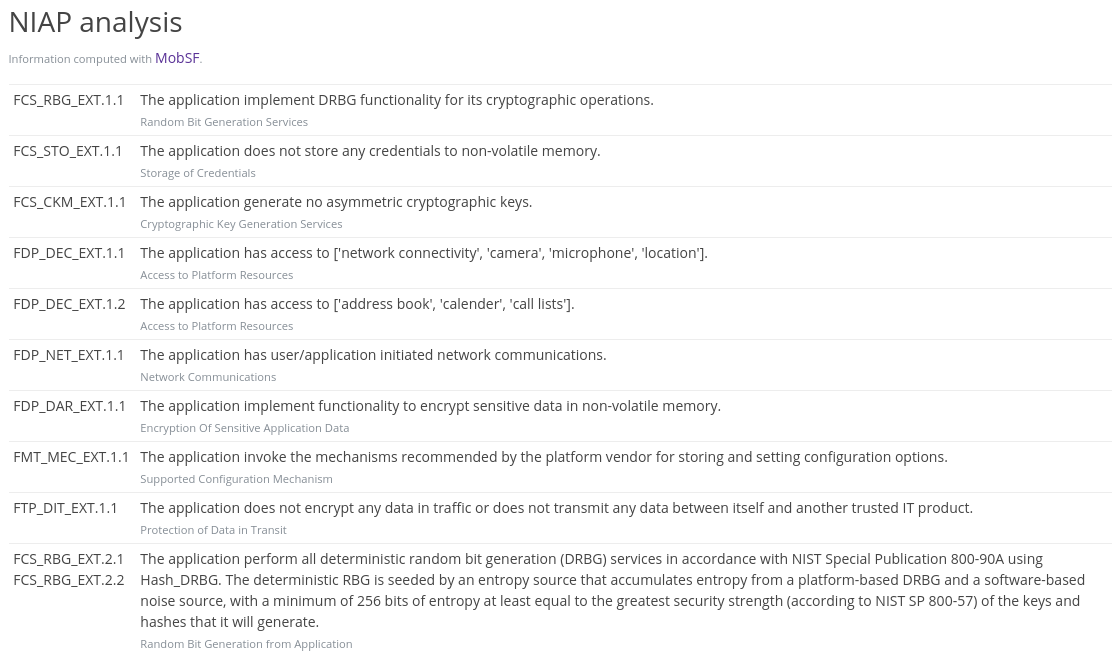 NIAP analysis
Information computed with MobSF.
FCS_RBG_EXT.1.1 The application implement DRBG functionality for its cryptographic operations.
Random Bit Generation Services
FCS_STO_EXT.1.1 The application does not store any credentials to non-volatile memory.
Storage of Credentials
FCS_CKM_EXT.1.1 The application generate no asymmetric cryptographic keys.
Cryptographic Key Generation Services
FDP_DEC_EXT.1.1 The application has access to ['network connectivity', 'camera', 'microphone', 'location'].
Access to Platform Resources
FDP_DEC_EXT.1.2 The application has access to ['address book', 'calender', 'call lists'].
Access to Platform Resources
FDP_NET_EXT.1.1 The application has user/application initiated network communications.
Network Communications
FDP_DAR_EXT.1.1 The application implement functionality to encrypt sensitive data in non-volatile memory.
Encryption Of Sensitive Application Data
FMT_MEC_EXT.1.1 The application invoke the mechanisms recommended by the platform vendor for storing and setting configuration options.
Supported Configuration Mechanism
FTP_DIT_EXT.1.1 The application does not encrypt any data in traffic or does not transmit any data between itself and another trusted IT product.
Protection of Data in Transit
FCS_RBG_EXT.2.1 The application perform all deterministic random bit generation (DRBG) services in accordance with NIST Special Publication 800-90A using
FCS_RBG_EXT.2.2 Hash_DRBG. The deterministic RBG is seeded by an entropy source that accumulates entropy from a platform-based DRBG and a software-based
noise source, with a minimum of 256 bits of entropy at least equal to the greatest security strength (according to NIST SP 800-57) of the keys and
hashes that it will generate.
Random Bit Generation from Application